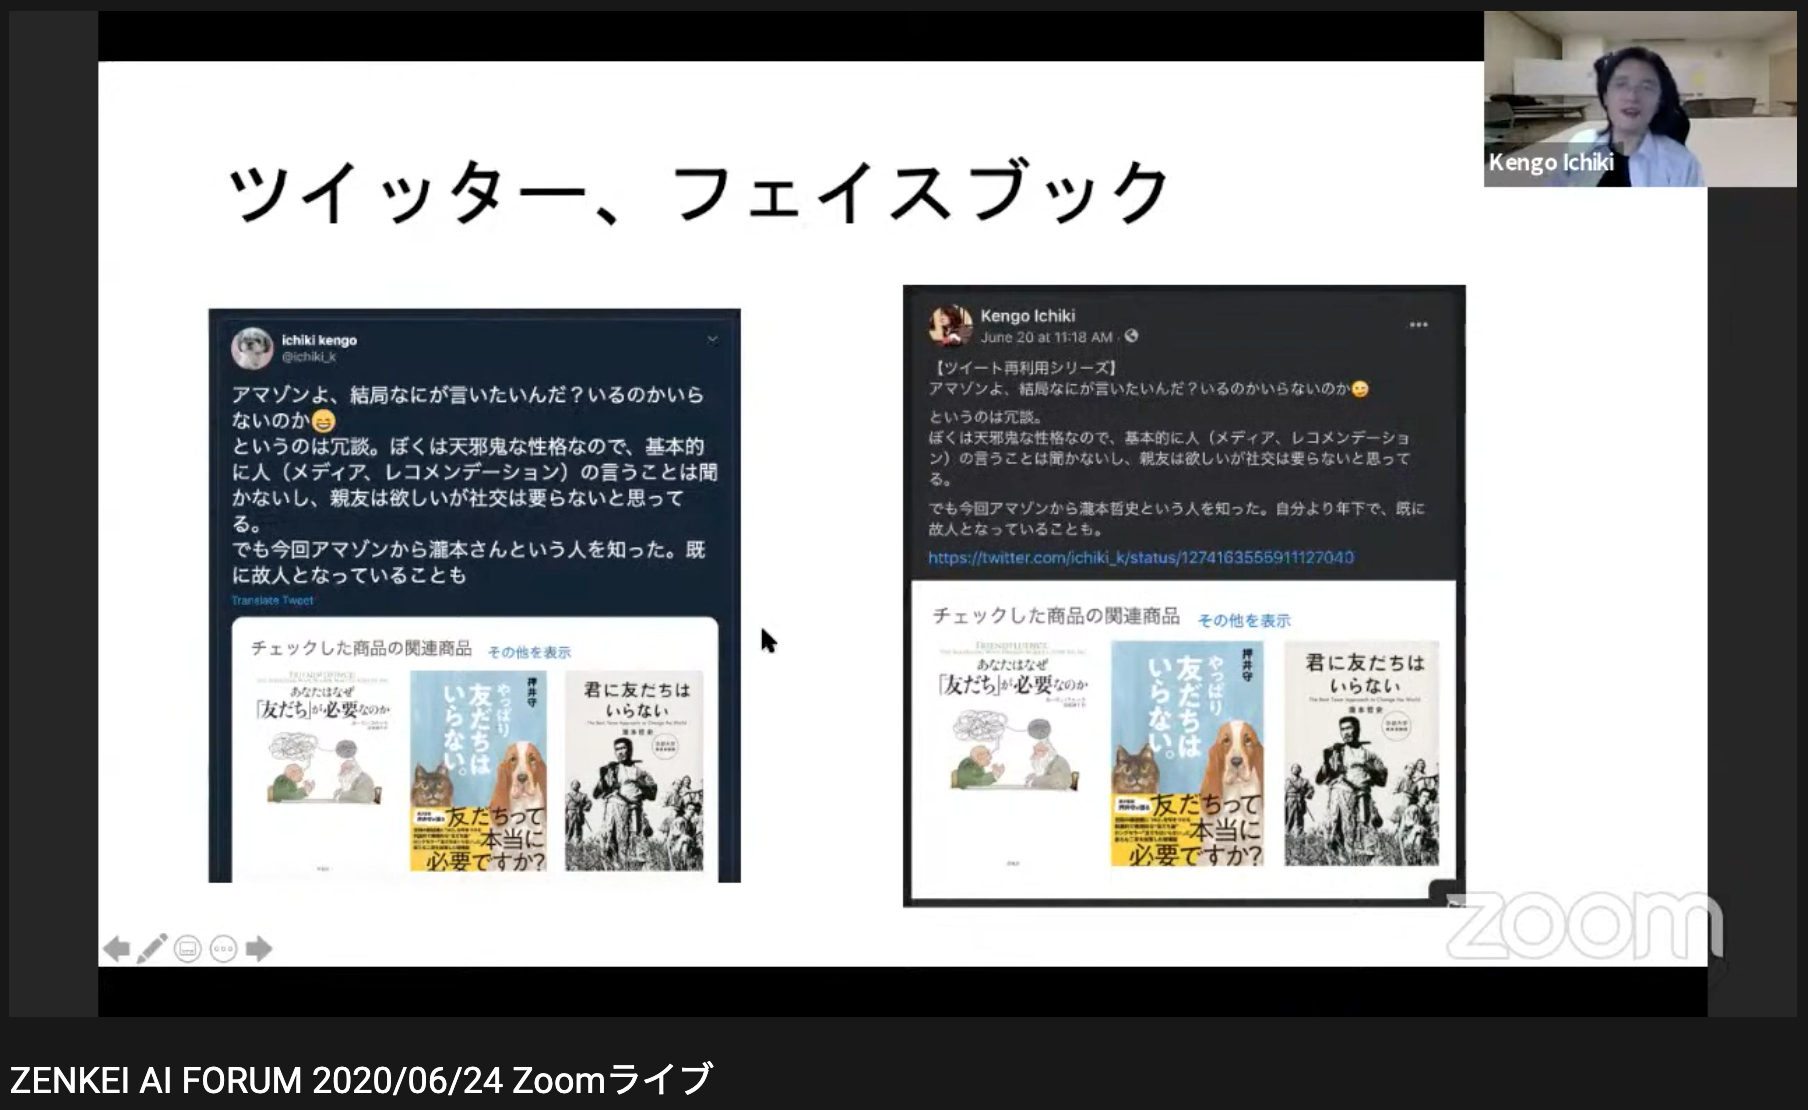 Kengo Ichiki
ツイッター、フェイスブック
ichiki kengo
@ichiki_k
アマゾンよ、結局なにが言いたいんだ？いるのかいら
ないのか😁
というのは冗談。ぼくは天邪鬼な性格なので、基本的
に人（メディア、レコメンデーション）の言うことは聞
かないし、親友は欲しいが社交は要らないと思って
る。
でも今回アマゾンから瀧本さんという人を知った。既
に故人となっていることも
Translate Tweet
チェックした商品の関連商品 その他を表示
FRIENDFLUENCE
あなたはなぜ
「友だち」が必要なのか
押井守
やっぱり
友だちは
いらない。
友だちって
本当に
必要ですか？
君に友だちは
いらない
The Best Team Approach to Change the World
瀧本哲史
Kengo Ichiki
June 20 at 11:18 AM
【ツイート再利用シリーズ】
アマゾンよ、結局なにが言いたいんだ？いるのかいらないのか😄
というのは冗談。
ぼくは天邪鬼な性格なので、基本的に人（メディア、レコメンデーショ
ン）の言うことは聞かないし、親友は欲しいが社交は要らないと思って
る。
でも今回アマゾンから瀧本哲史という人を知った。自分より年下で、既に
故人となっていることも。
https://twitter.com/ichiki_k/status/1274163555911127040
チェックした商品の関連商品 その他を表示
FRIENDFLUENCE
あなたはなぜ
「友だち」が必要なのか
押井守
やっぱり
友だちは
いらない。
友だちって
本当に
必要ですか？
君に友だちは
いらない
The Best Team Approach to Change the World
瀧本哲史
zoom
ZENKEI AI FORUM 2020/06/24 Zoomライブ